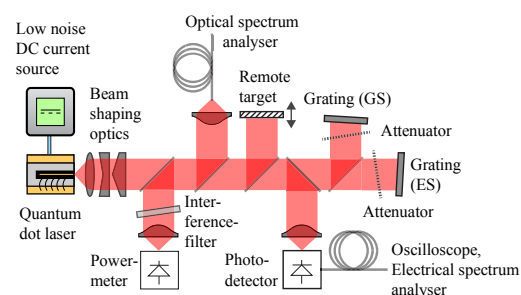 Optical spectrum
analyser
Low noise
DC current
source
Beam
shaping
optics
Remote
target
Grating (GS)
Attenuator
Grating
(ES)
Attenuator
Quantum
dot laser
Inter-
ference-
filter
Power-
meter
Photo-
detector
Oscilloscope,
Electrical spectrum
analyser